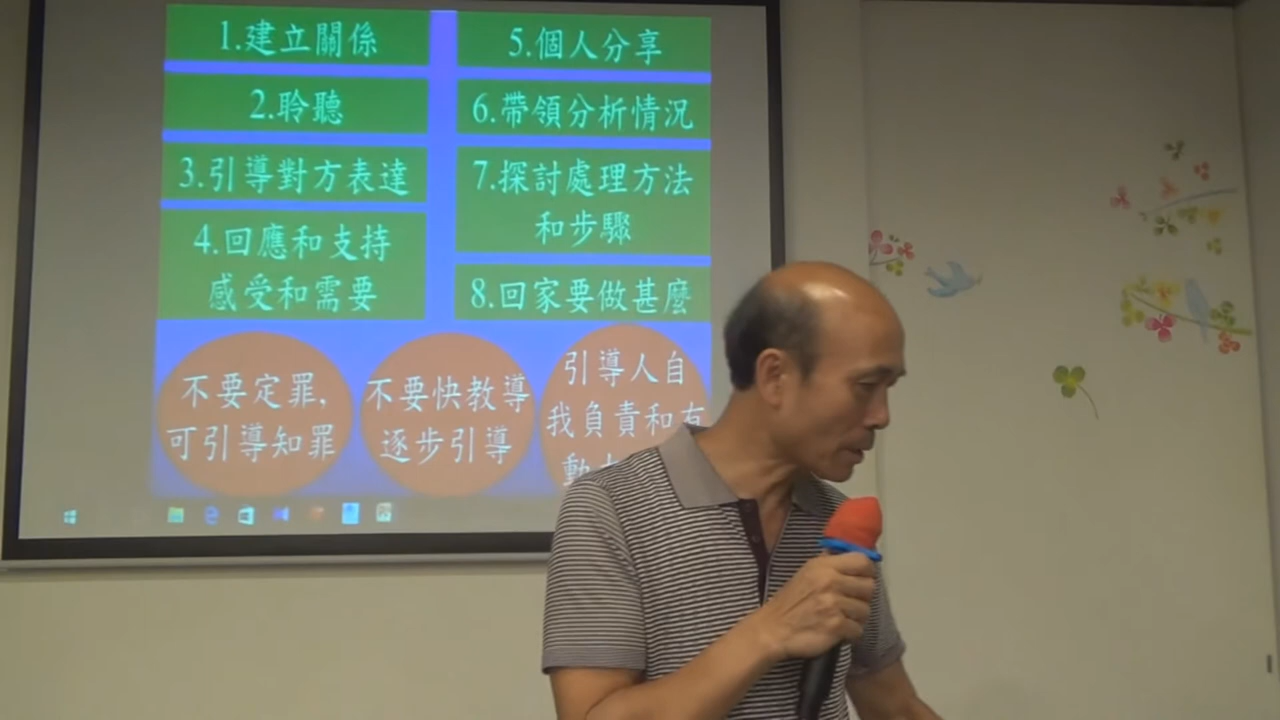 1.建立關係
2.聆聽
3.引導對方表達
4.回應和支持
感受和需要
5.個人分享
6.帶領分析情況
7.探討處理方法
和步驟
8.回家要做甚麼
不要定罪,
可引導知罪
不要快教導
逐步引導
引導人自
我負責和有
動